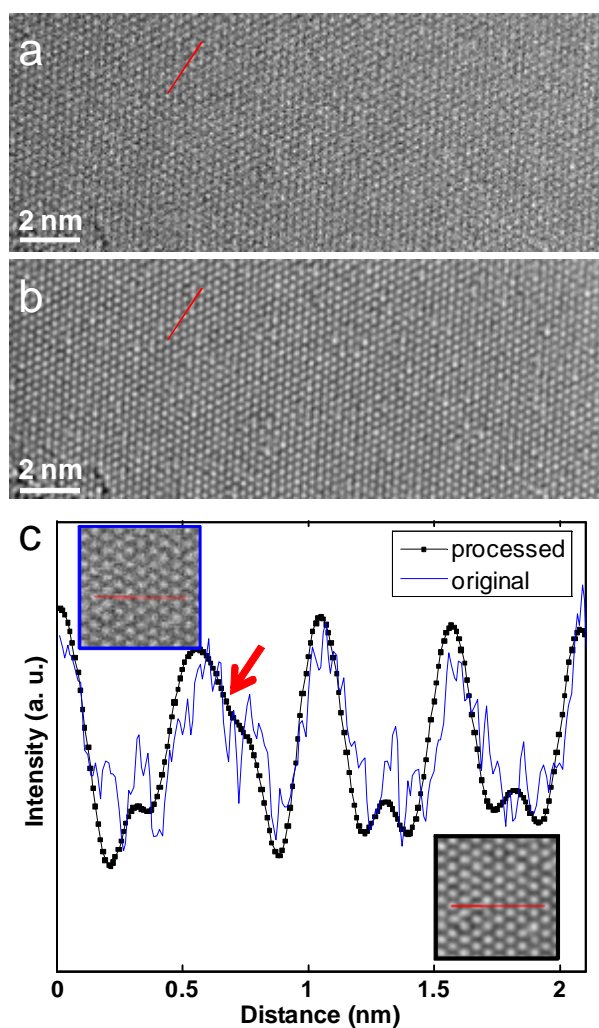 a
2 nm
b
2 nm
c
processed
original
Intensity (a. u.)
0
0.5
1
1.5
2
Distance (nm)